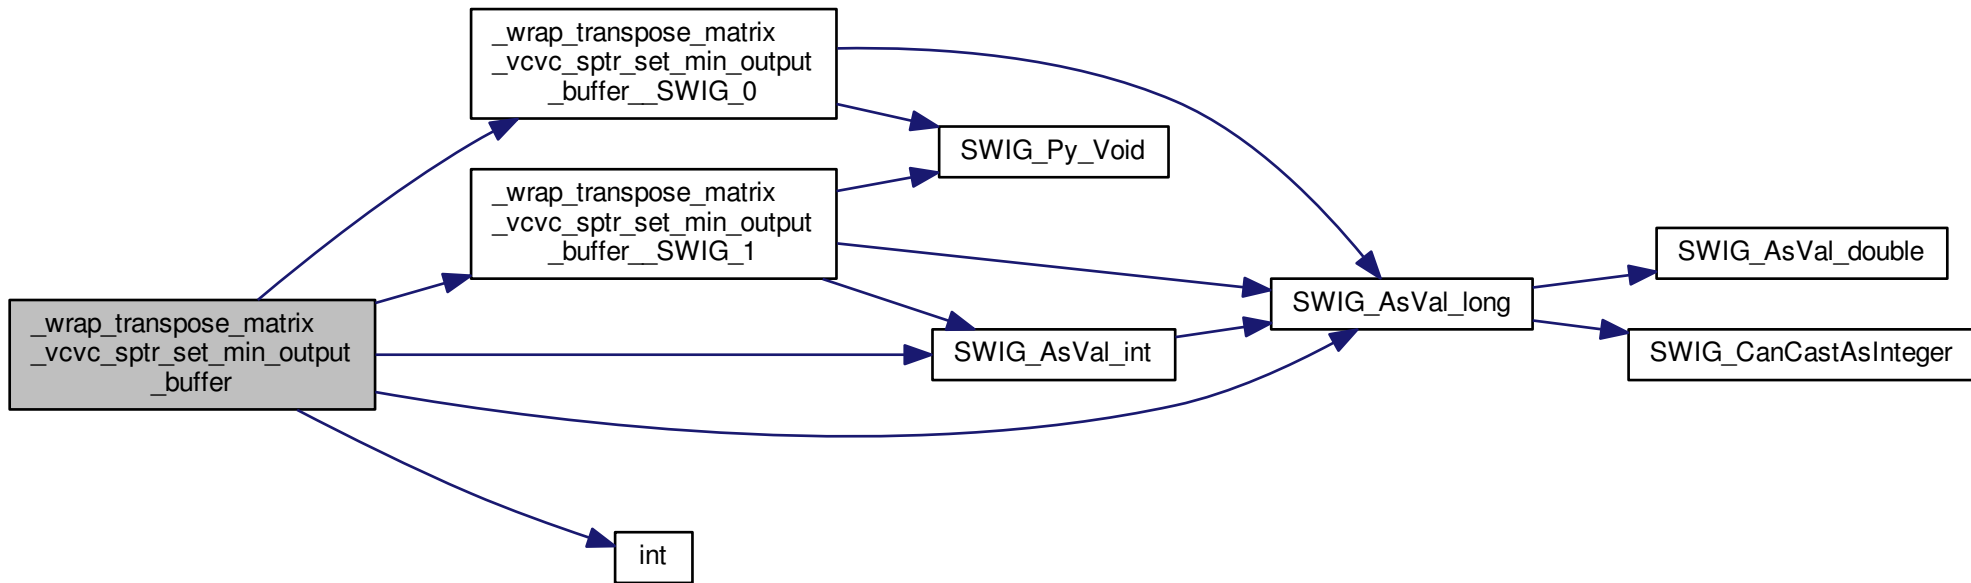 _wrap_transpose_matrix
_vcvc_sptr_set_min_output
_buffer__SWIG_0
SWIG_Py_Void
_wrap_transpose_matrix
_vcvc_sptr_set_min_output
_buffer__SWIG_1
SWIG_AsVal_double
SWIG_AsVal_long
_wrap_transpose_matrix
_vcvc_sptr_set_min_output
_buffer
SWIG_AsVal_int
SWIG_CanCastAsInteger
int